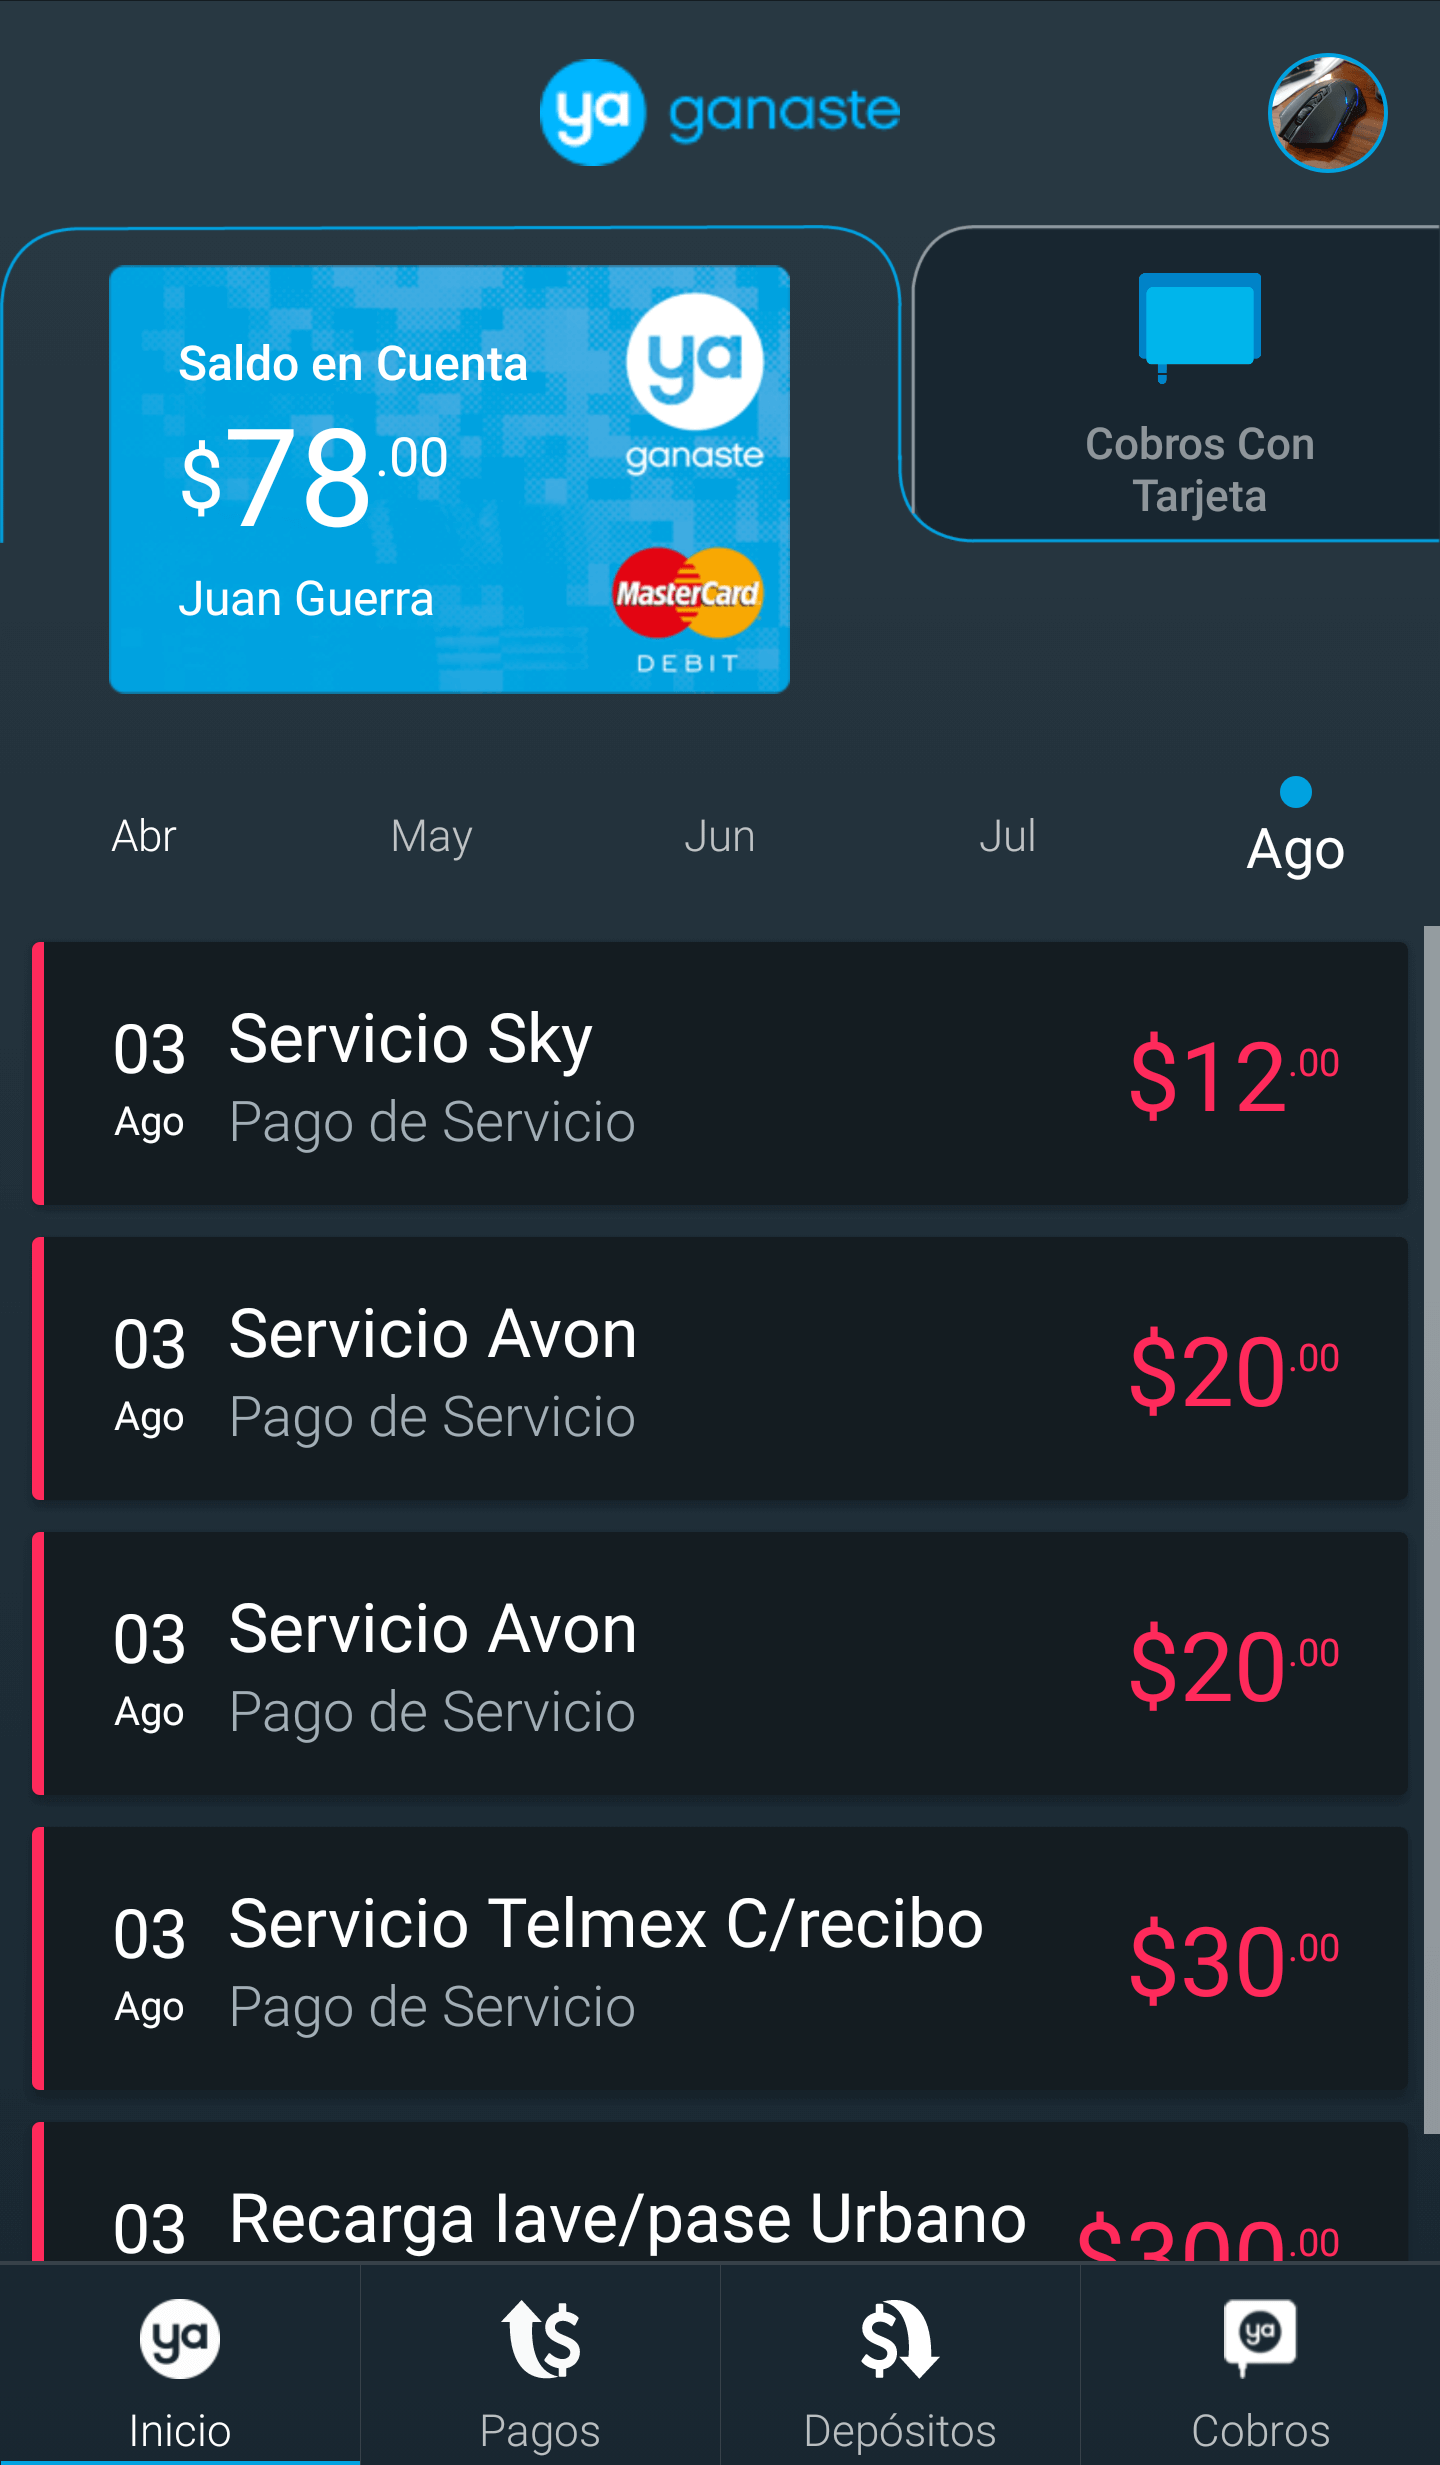 ya ganaste
Saldo en Cuenta
$78.00
Juan Guerra
ya
ganaste
MasterCard
DEBIT
Cobros Con
Tarjeta
Abr May Jun Jul Ago
03 Servicio Sky $12.00
Ago Pago de Servicio
03 Servicio Avon $20.00
Ago Pago de Servicio
03 Servicio Avon $20.00
Ago Pago de Servicio
03 Servicio Telmex C/recibo $30.00
Ago Pago de Servicio
03 Recarga Iave/pase Urbano $300.00
ya $ $ ya
Inicio Pagos Depósitos Cobros